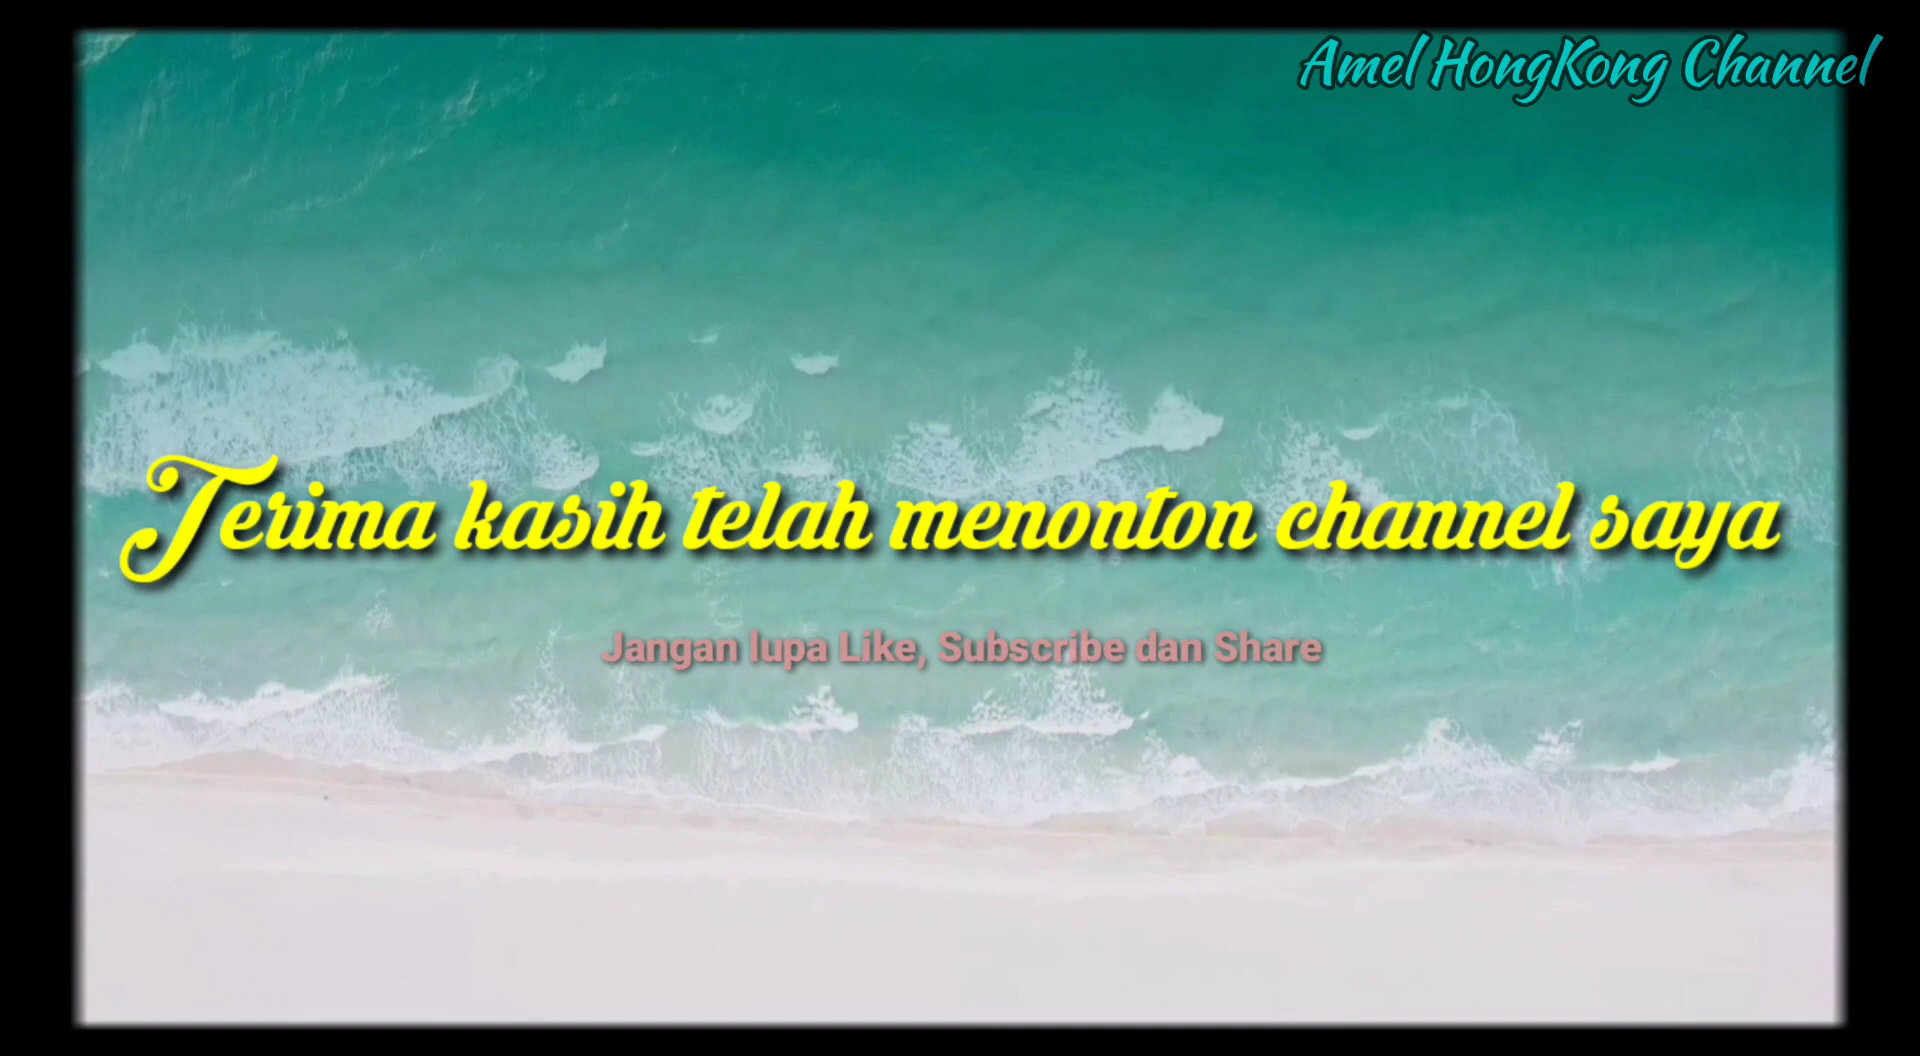 Amel HongKong Channel
Terima kasih telah menonton channel saya
Jangan lupa Like, Subscribe dan Share